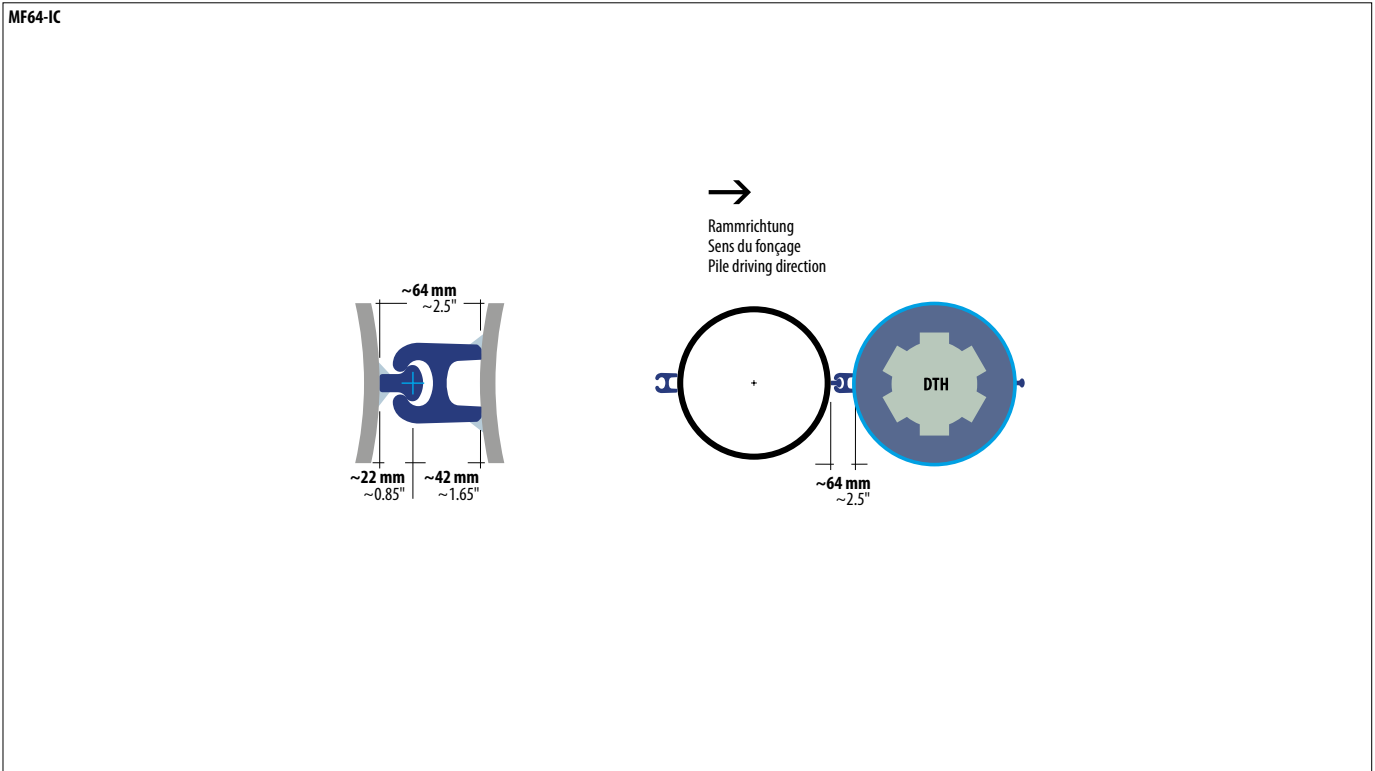 MF64-IC
Rammrichtung
Sens du fonçage
Pile driving direction
~64 mm
~2.5"
~22 mm
~0.85"
~42 mm
~1.65"
DTH
~64 mm
~2.5"